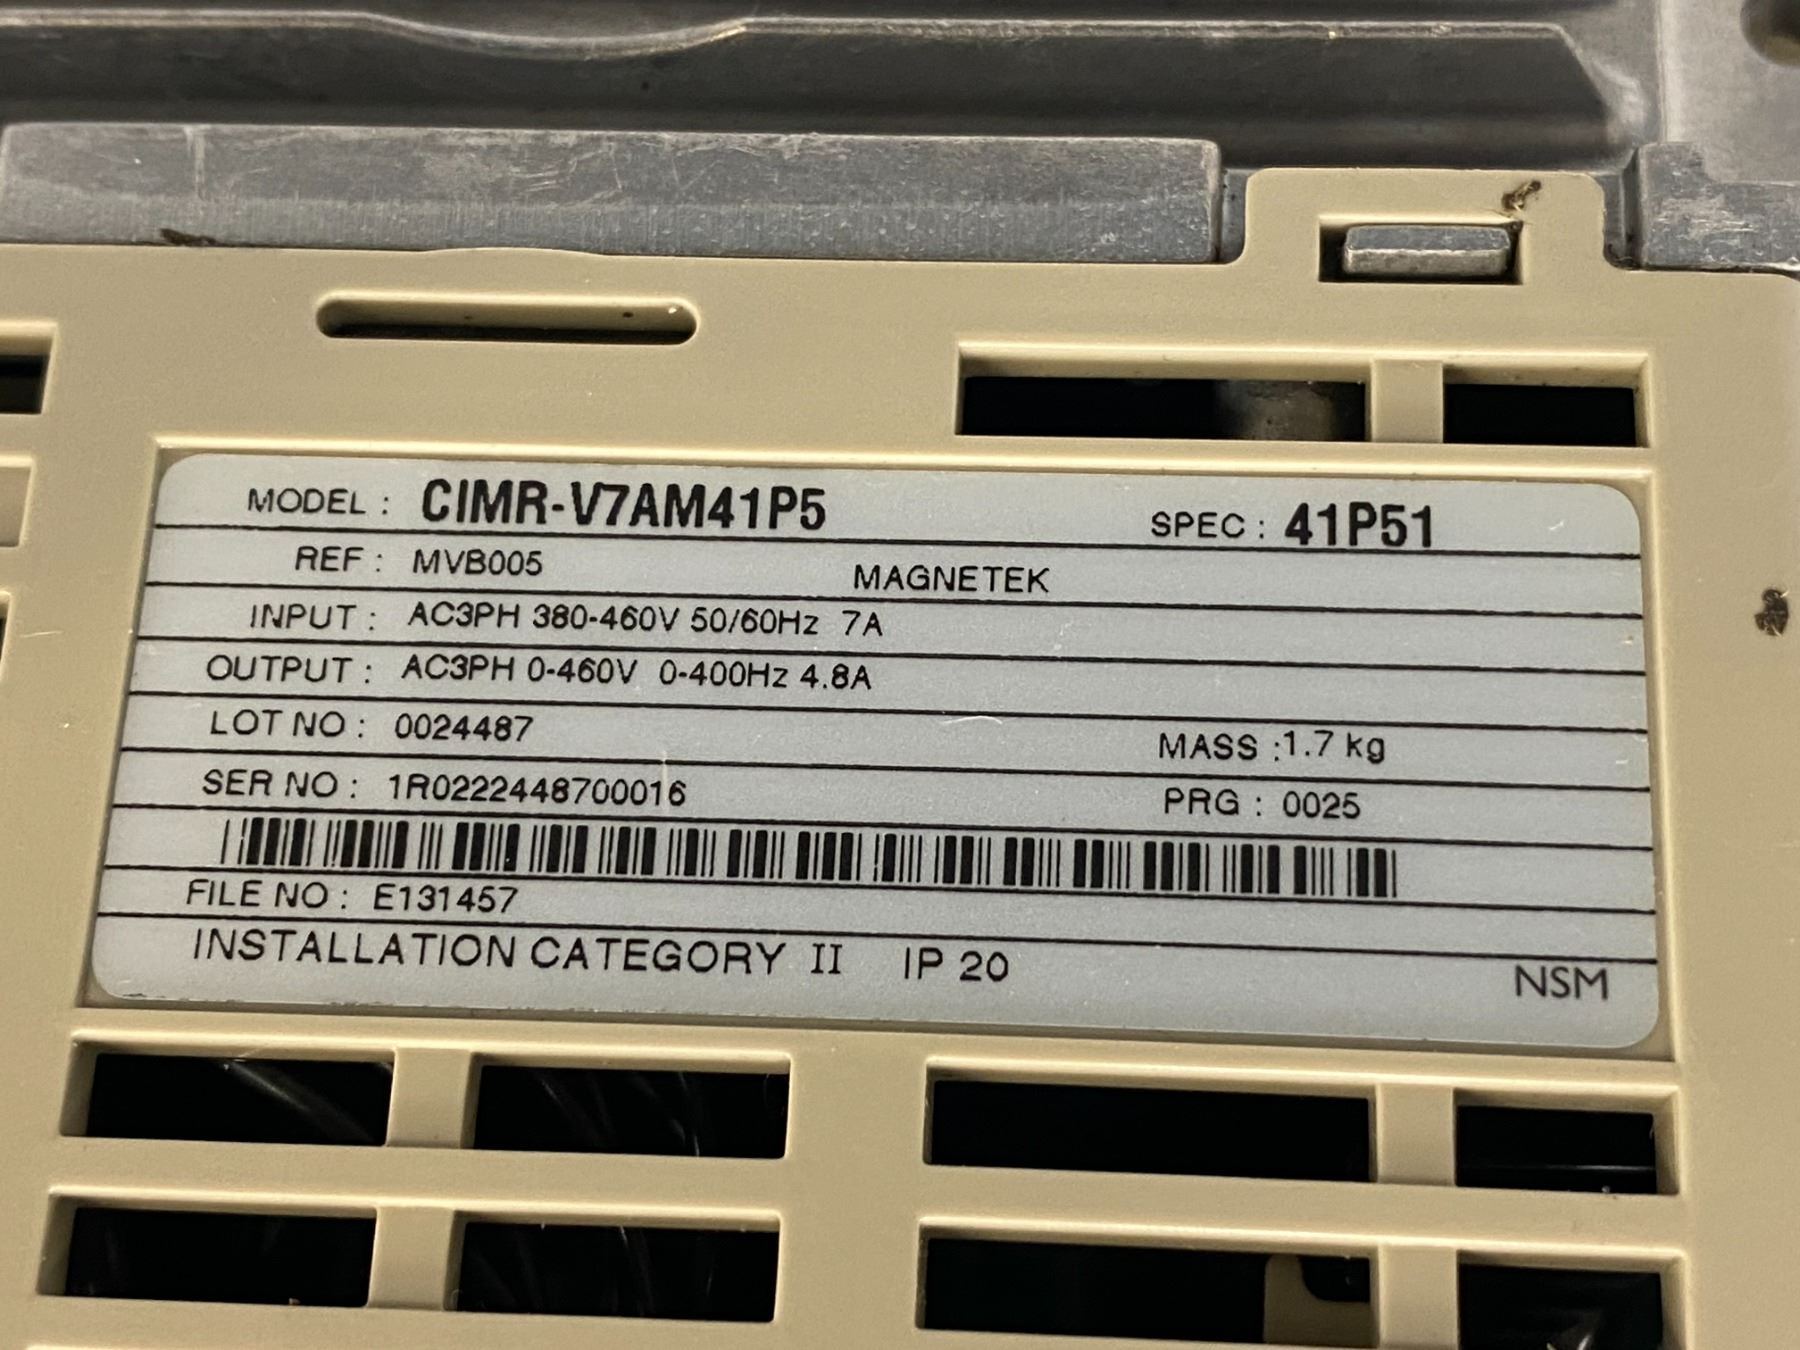 MODEL : CIMR-V7AM41P5 SPEC : 41P51
REF : MVB005 MAGNETEK
INPUT : AC3PH 380-460V 50/60Hz 7A
OUTPUT : AC3PH 0-460V 0-400Hz 4.8A
LOT NO : 0024487 MASS :1.7 kg
SER NO : 1R0222448700016 PRG : 0025
FILE NO : E131457
INSTALLATION CATEGORY II IP 20 NSM